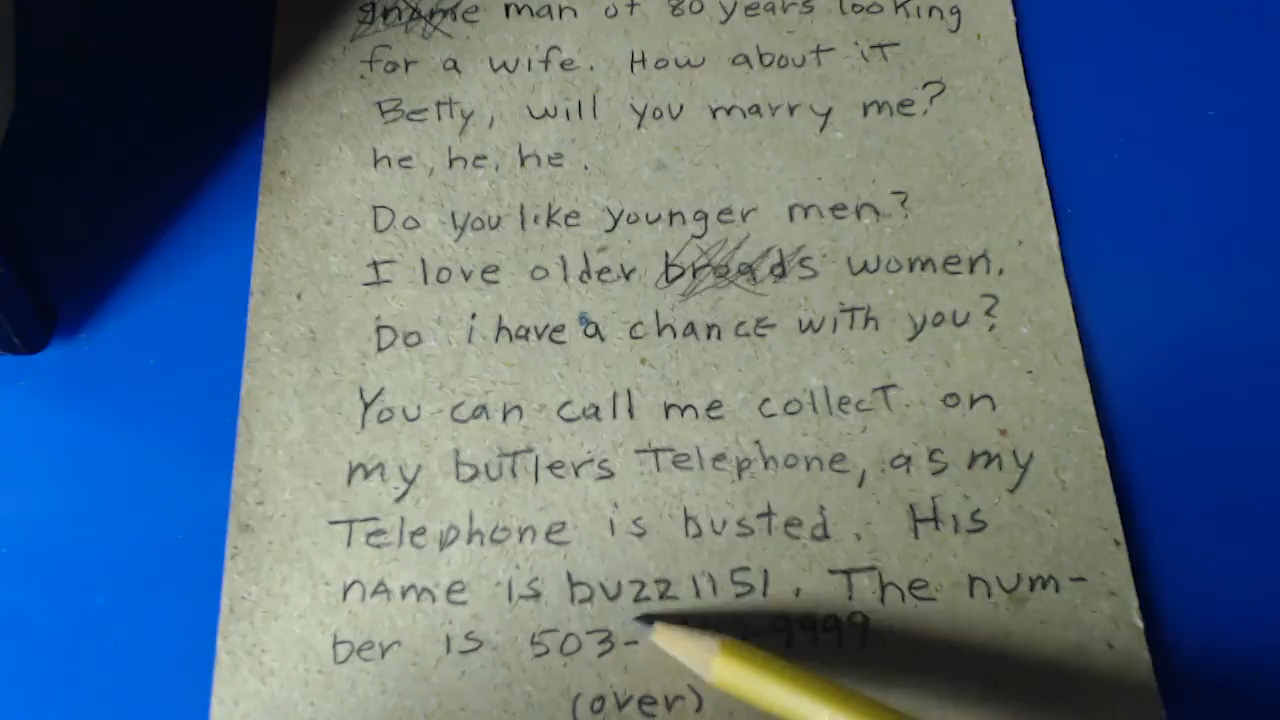 man of 80 years looking
for a wife. How about it
Betty, will you marry me?
he, he, he.
Do you like younger men?
I love older broads women.
Do i have a chance with you?
You can call me collect on
my butlers Telephone, as my
Telephone is busted. His
name is buzz1151. The num-
ber is 503- -9999.
(over)